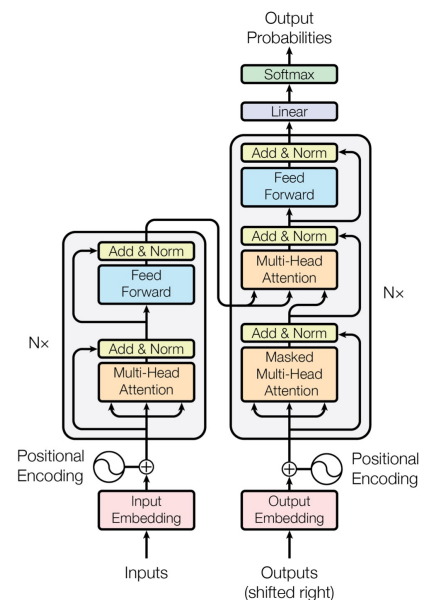 Output
Probabilities
Softmax
Linear
Add & Norm
Feed
Forward
Add & Norm
Multi-Head
Attention
Add & Norm
Masked
Multi-Head
Attention
N×
Add & Norm
Feed
Forward
Add & Norm
Multi-Head
Attention
N×
Positional
Encoding
Positional
Encoding
Input
Embedding
Output
Embedding
Inputs
Outputs
(shifted right)